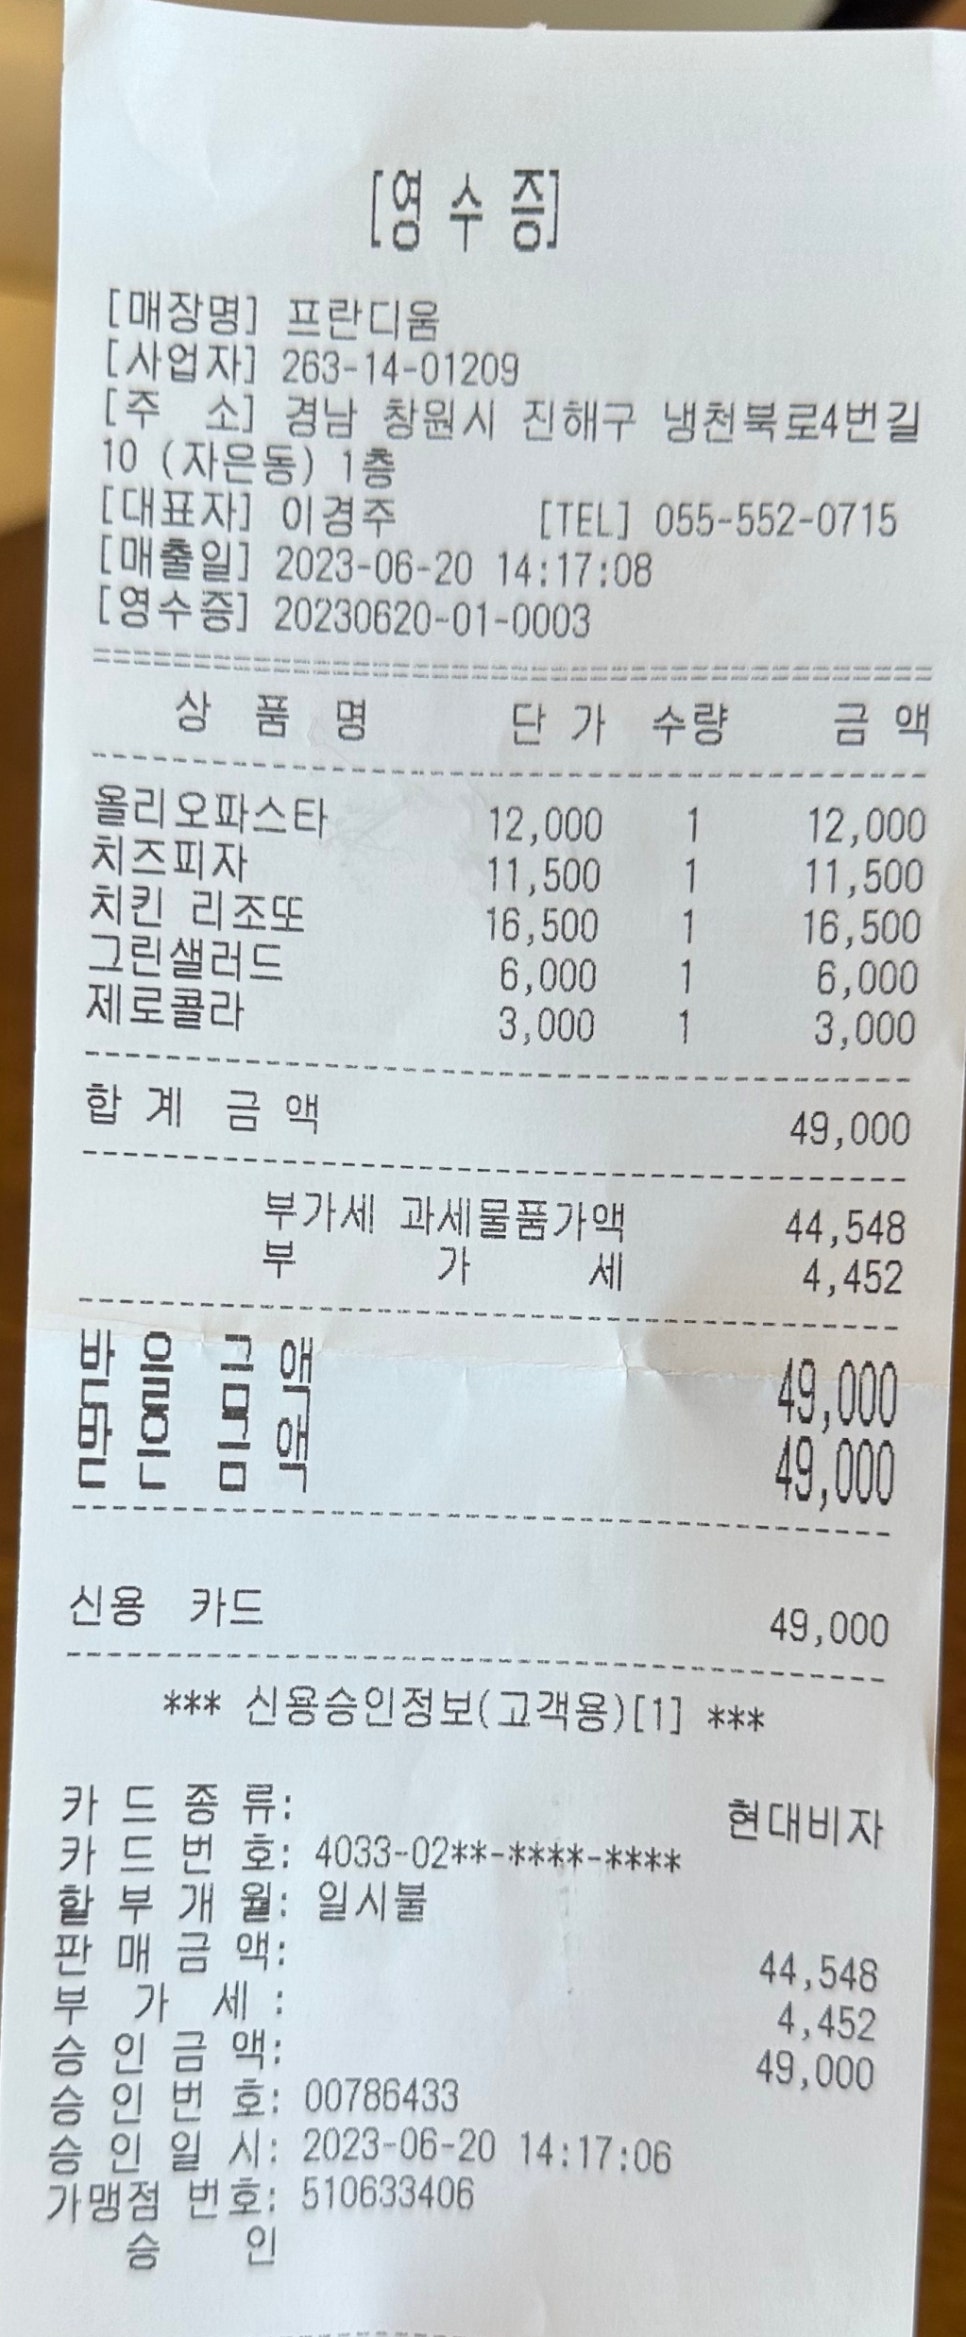 [영 수 증]
[매장명] 프란디움
[사업자] 263-14-01209
[주 소] 경남 창원시 진해구 냉천북로4번길
10 (자은동) 1층
[대표자] 이경주 [TEL] 055-552-0715
[매출일] 2023-06-20 14:17:08
[영수증] 20230620-01-0003
상 품 명 단 가 수량 금 액
올리오파스타 12,000 1 12,000
치즈피자 11,500 1 11,500
치킨 리조또 16,500 1 16,500
그린샐러드 6,000 1 6,000
제로콜라 3,000 1 3,000
합 계 금 액 49,000
부가세 과세물품가액 44,548
부 가 세 4,452
받 을 금 액 49,000
받 은 금 액 49,000
신용 카드 49,000
*** 신용승인정보(고객용)[1] ***
카 드 종 류: 현대비자
카 드 번 호: 4033-02**-****-****
할 부 개 월: 일시불
판 매 금 액: 44,548
부 가 세 : 4,452
승 인 금 액: 49,000
승 인 번 호: 00786433
승 인 일 시: 2023-06-20 14:17:06
가맹점 번호: 510633406
승 인